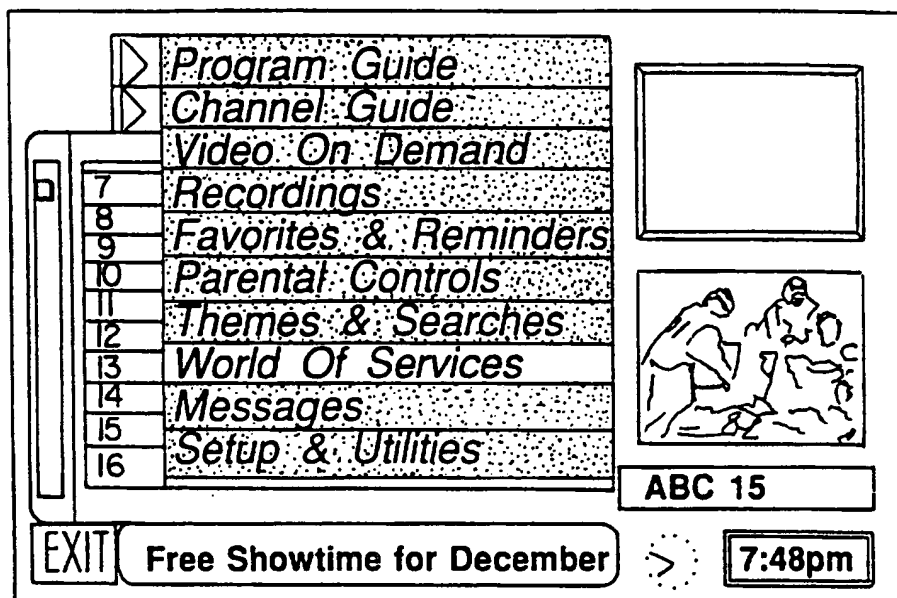 Program Guide
Channel Guide
Video On Demand
7
Recordings
8
Favorites & Reminders
9
10
Parental Controls
11
Themes & Searches
12
13
World Of Services
14
Messages
15
Setup & Utilities
16
ABC 15
EXIT
Free Showtime for December
7:48pm